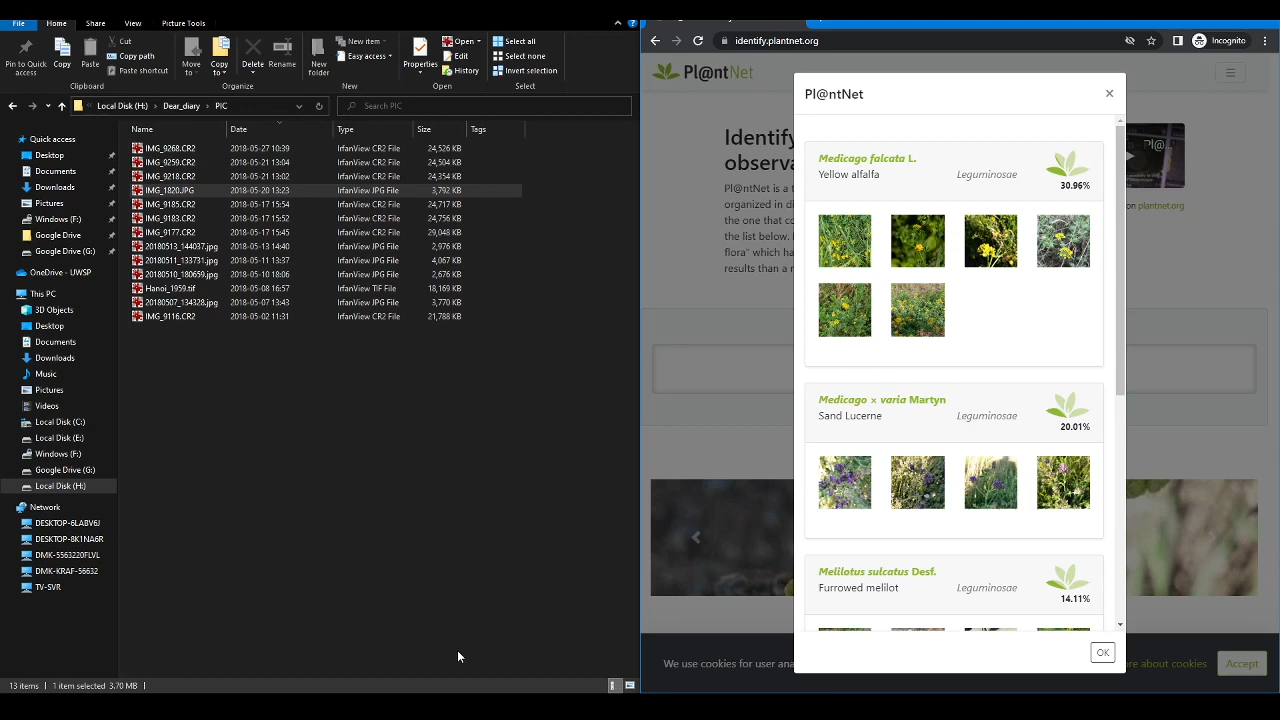 File Home Share View Picture Tools
Pin to Quick access
Copy
Paste
Cut
Copy path
Paste shortcut
Move to
Copy to
Delete
Rename
New folder
New item
Easy access
Properties
Open
Edit
History
Select all
Select none
Invert selection
Clipboard Organize New Open Select
Local Disk (H:) Dear_diary PIC
Search PIC
Name Date Type Size Tags
IMG_9268.CR2 2018-05-27 10:39 IrfanView CR2 File 24,526 KB
IMG_9259.CR2 2018-05-21 13:04 IrfanView CR2 File 24,504 KB
IMG_9218.CR2 2018-05-21 13:02 IrfanView CR2 File 24,354 KB
IMG_1820.JPG 2018-05-20 13:23 IrfanView JPG File 3,792 KB
IMG_9185.CR2 2018-05-17 15:54 IrfanView CR2 File 24,717 KB
IMG_9183.CR2 2018-05-17 15:52 IrfanView CR2 File 24,756 KB
IMG_9177.CR2 2018-05-17 15:45 IrfanView CR2 File 29,048 KB
20180513_144037.jpg 2018-05-13 14:40 IrfanView JPG File 2,976 KB
20180511_133731.jpg 2018-05-11 13:37 IrfanView JPG File 4,067 KB
20180510_180659.jpg 2018-05-10 18:06 IrfanView JPG File 2,676 KB
Hanoi_1959.tif 2018-05-08 16:57 IrfanView TIF File 18,169 KB
20180507_134328.jpg 2018-05-07 13:43 IrfanView JPG File 3,770 KB
IMG_9116.CR2 2018-05-02 11:31 IrfanView CR2 File 21,788 KB
Quick access
Desktop
Documents
Downloads
Pictures
Windows (F:)
Google Drive
Google Drive (G:)
OneDrive - UWSP
This PC
3D Objects
Desktop
Documents
Downloads
Music
Pictures
Videos
Local Disk (C:)
Local Disk (E:)
Windows (F:)
Google Drive (G:)
Local Disk (H:)
Network
DESKTOP-6LABV6J
DESKTOP-8K1NA6R
DMK-5563220FLVL
DMK-KRAF-56632
TV-SVR
13 items 1 item selected 3.70 MB
identify.plantnet.org
Incognito
Pl@ntNet
Identify
observa
Pl@ntNet is a t
organized in di
the one that co
the list below. I
flora" which ha
results than a r
Pl@...
on plantnet.org
Pl@ntNet
×
Medicago falcata L.
Yellow alfalfa Leguminosae
30.96%
Medicago × varia Martyn
Sand Lucerne Leguminosae
20.01%
Melilotus sulcatus Desf.
Furrowed melilot Leguminosae
14.11%
OK
We use cookies for user ana
re about cookies
Accept